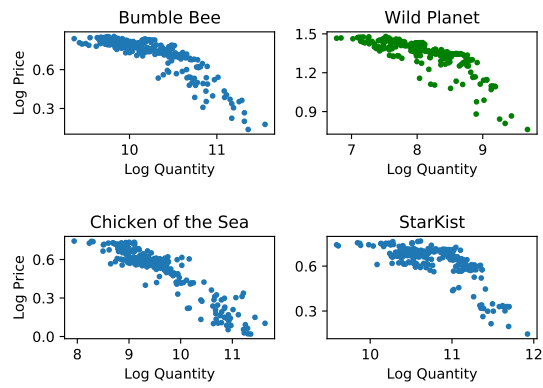 Bumble Bee
Wild Planet
Log Price
0.6
0.3
10
11
Log Quantity
1.5
1.2
0.9
7
8
9
Log Quantity
Chicken of the Sea
StarKist
Log Price
0.6
0.3
0.0
8
9
10
11
Log Quantity
0.6
0.3
10
11
12
Log Quantity